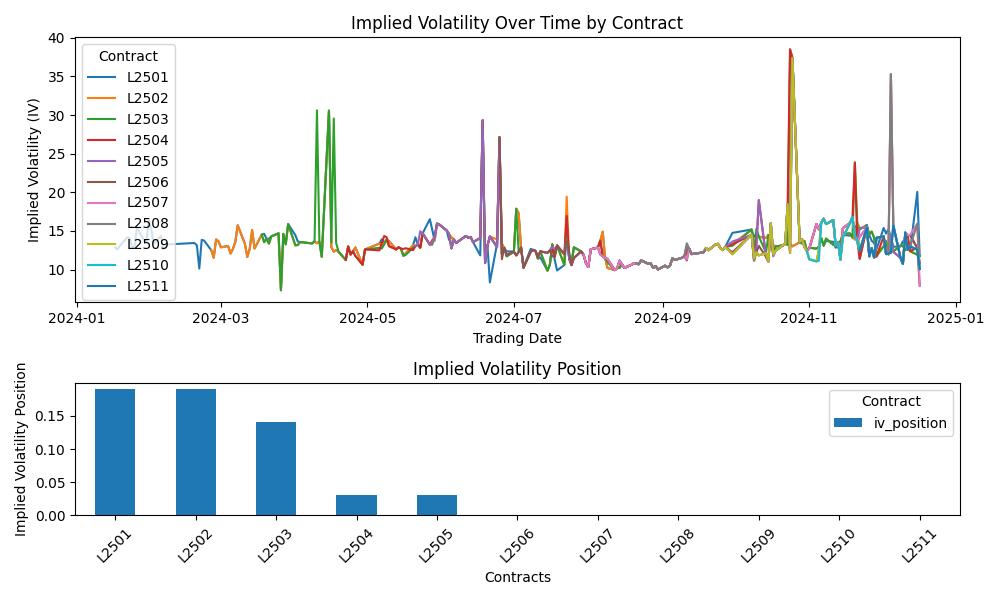 Implied Volatility Over Time by Contract
Implied Volatility (IV)
40
35
30
25
20
15
10
Contract
L2501
L2502
L2503
L2504
L2505
L2506
L2507
L2508
L2509
L2510
L2511
2024-01
2024-03
2024-05
2024-07
2024-09
2024-11
2025-01
Trading Date
Implied Volatility Position
Implied Volatility Position
0.15
0.10
0.05
0.00
Contract
iv_position
L2501
L2502
L2503
L2504
L2505
L2506
L2507
L2508
L2509
L2510
L2511
Contracts